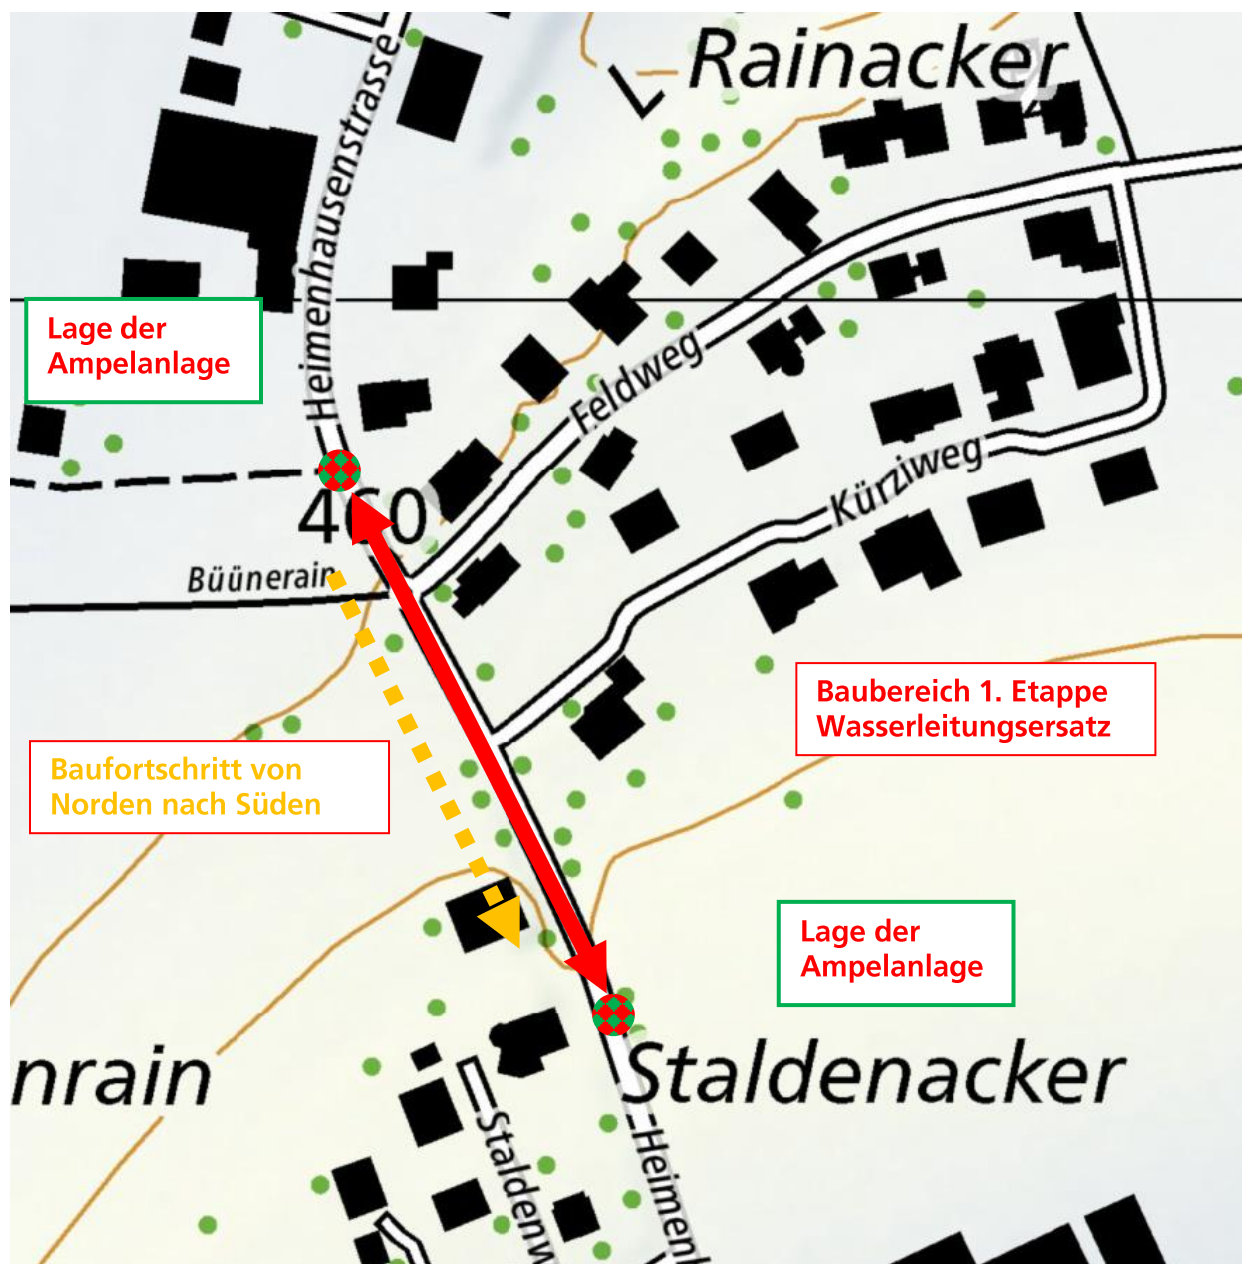 Rainacker
Heimenhausenstrasse
Lage der
Ampelanlage
Feldweg
Kürziweg
460
Büünerain
Baubereich 1. Etappe
Wasserleitungsersatz
Baufortschritt von
Norden nach Süden
Lage der
Ampelanlage
nrain
Staldenacker
Staldenw
Heimenh